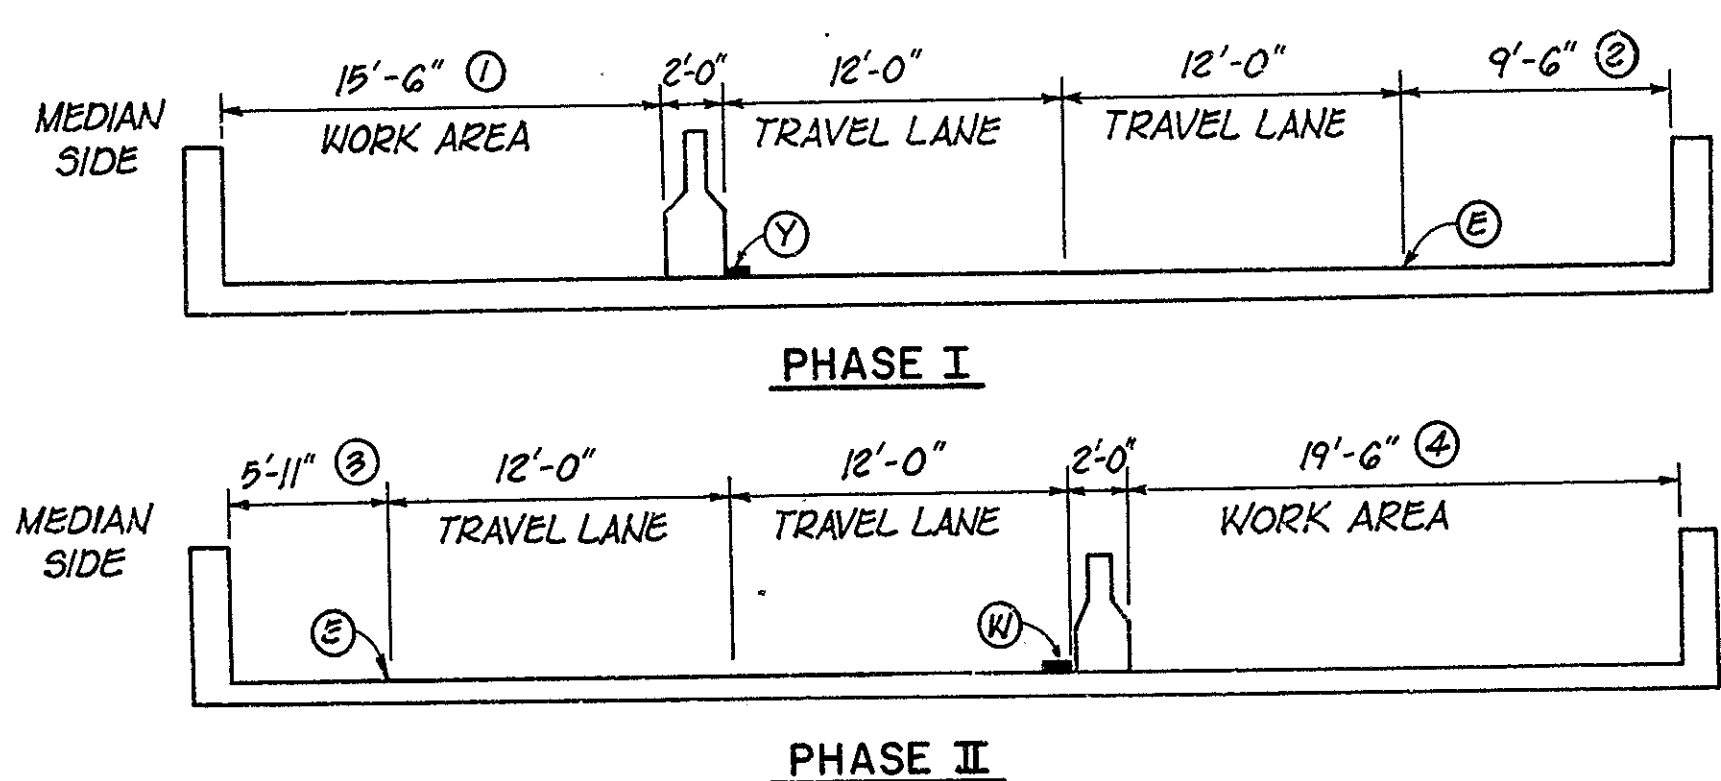 15'-6" ① 2'-0" 12'-0" 12'-0" 9'-6" ②
MEDIAN SIDE
WORK AREA TRAVEL LANE TRAVEL LANE
Y E
PHASE I
5'-11" ③ 12'-0" 12'-0" 2'-0" 19'-6" ④
MEDIAN SIDE
TRAVEL LANE TRAVEL LANE WORK AREA
E W
PHASE II